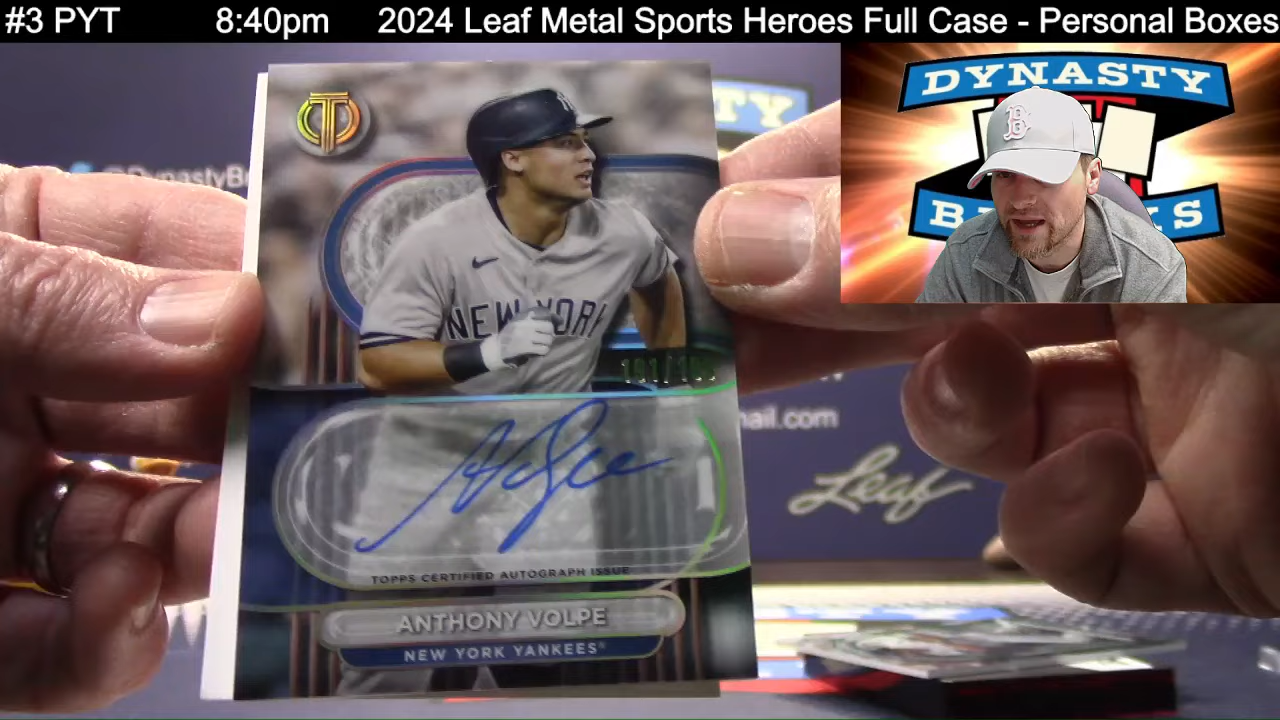 #3 PYT 8:40pm 2024 Leaf Metal Sports Heroes Full Case - Personal Boxes
DYNASTY
NEW YORK
TOPPS CERTIFIED AUTOGRAPH ISSUE
ANTHONY VOLPE
NEW YORK YANKEES
ail.com
Leaf